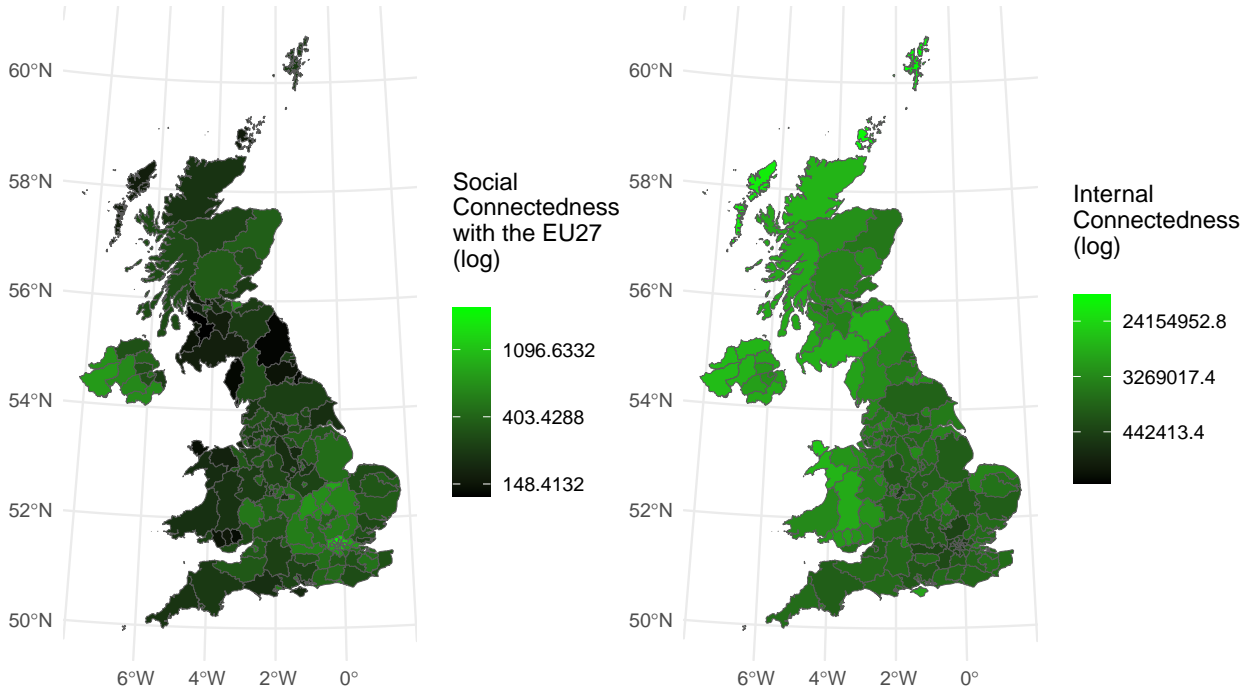 60°N
58°N
56°N
54°N
52°N
50°N
6°W
4°W
2°W
0°
Social
Connectedness
with the EU27
(log)
1096.6332
403.4288
148.4132
60°N
58°N
56°N
54°N
52°N
50°N
6°W
4°W
2°W
0°
Internal
Connectedness
(log)
24154952.8
3269017.4
442413.4